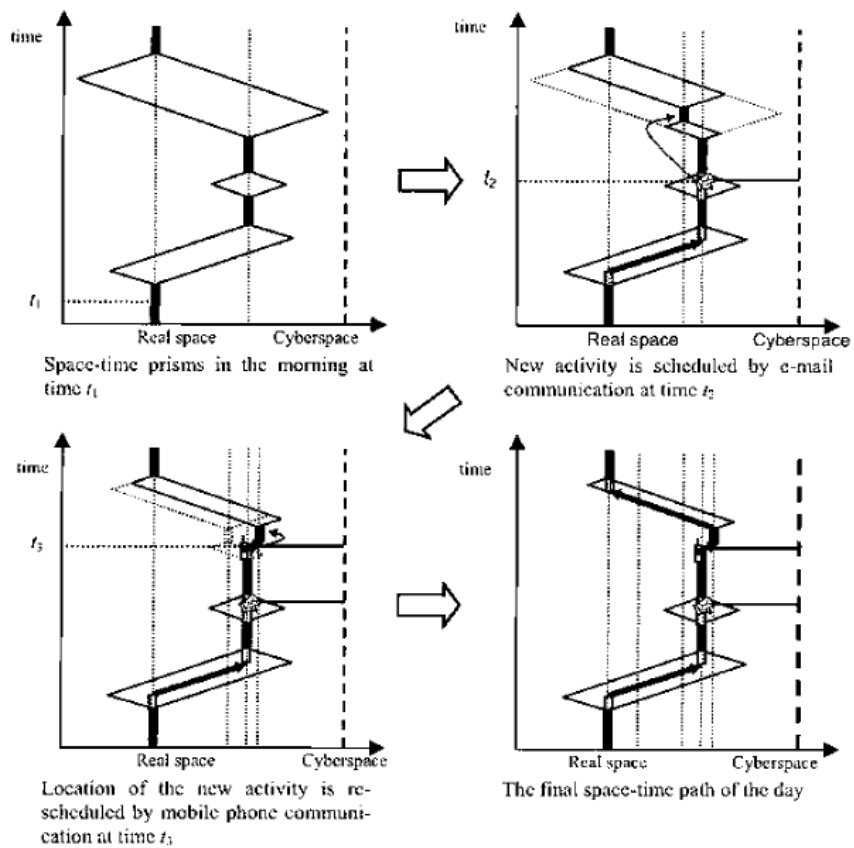 time
t₁
Real space
Cyberspace
Space-time prisms in the morning at
time t₁
time
t₂
Real space
Cyberspace
New activity is scheduled by e-mail
communication at time t₂
time
t₃
Real space
Cyberspace
Location of the new activity is re-
scheduled by mobile phone communi-
cation at time t₃
time
Real space
Cyberspace
The final space-time path of the day